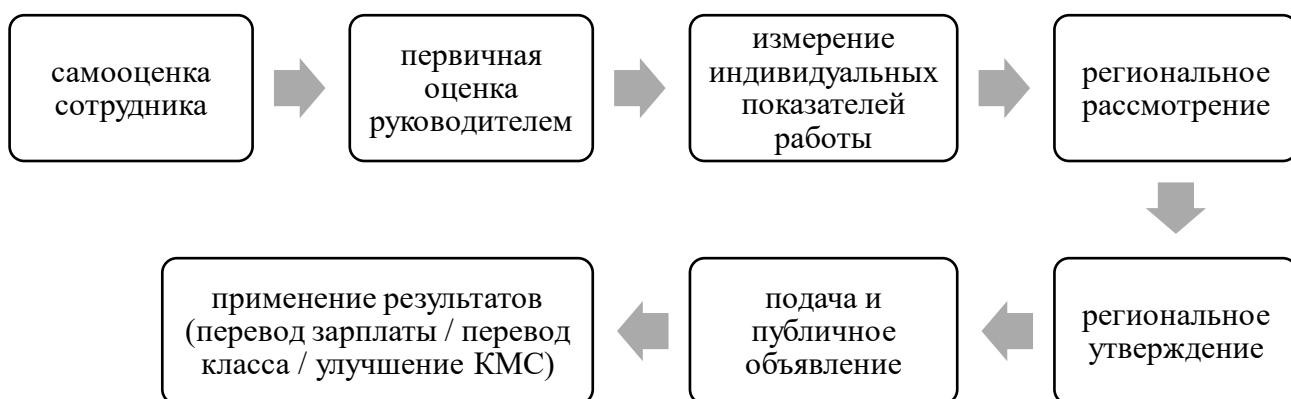 самооценка
сотрудника
первичная
оценка
руководителем
измерение
индивидуальных
показателей
работы
региональное
рассмотрение
региональное
утверждение
подача и
публичное
объявление
применение результатов
(перевод зарплаты / перевод
класса / улучшение КМС)